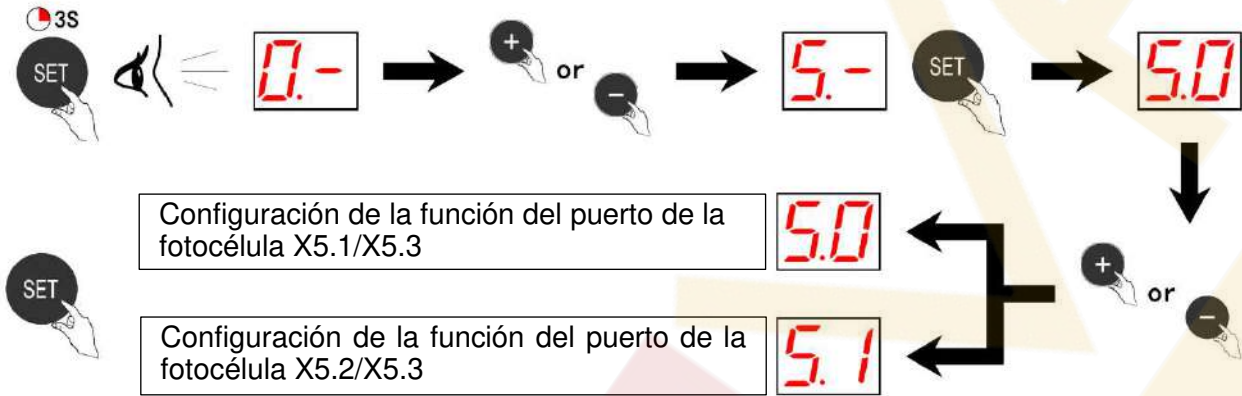 3S
SET
0.-
+
or
-
5.-
SET
5.0
Configuración de la función del puerto de la
fotocélula X5.1/X5.3
5.0
+
or
-
SET
Configuración de la función del puerto de la
fotocélula X5.2/X5.3
5.1